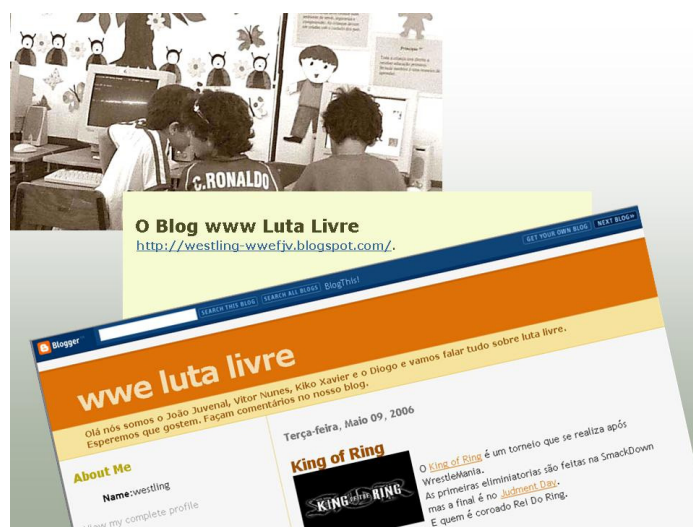 Principio 7º
C.RONALDO
O Blog www Luta Livre
http://westling-wwefjv.blogspot.com/.
Blogger
SEARCH THIS BLOG
SEARCH ALL BLOGS
BlogThis!
GET YOUR OWN BLOG
NEXT BLOG»
wwe luta livre
Olá nós somos o João Juvenal, Vitor Nunes, Kiko Xavier e o Diogo e vamos falar tudo sobre luta livre.
Esperemos que gostem. Façam comentários no nosso blog.
About Me
Name:westling
View my complete profile
Terça-feira, Maio 09, 2006
King of Ring
KING OF THE RING
O King of Ring é um torneio que se realiza após
WrestleMania.
As primeiras eliminiatorias são feitas na SmackDown
mas a final é no Judment Day.
E quem é coroado Rei Do Ring.